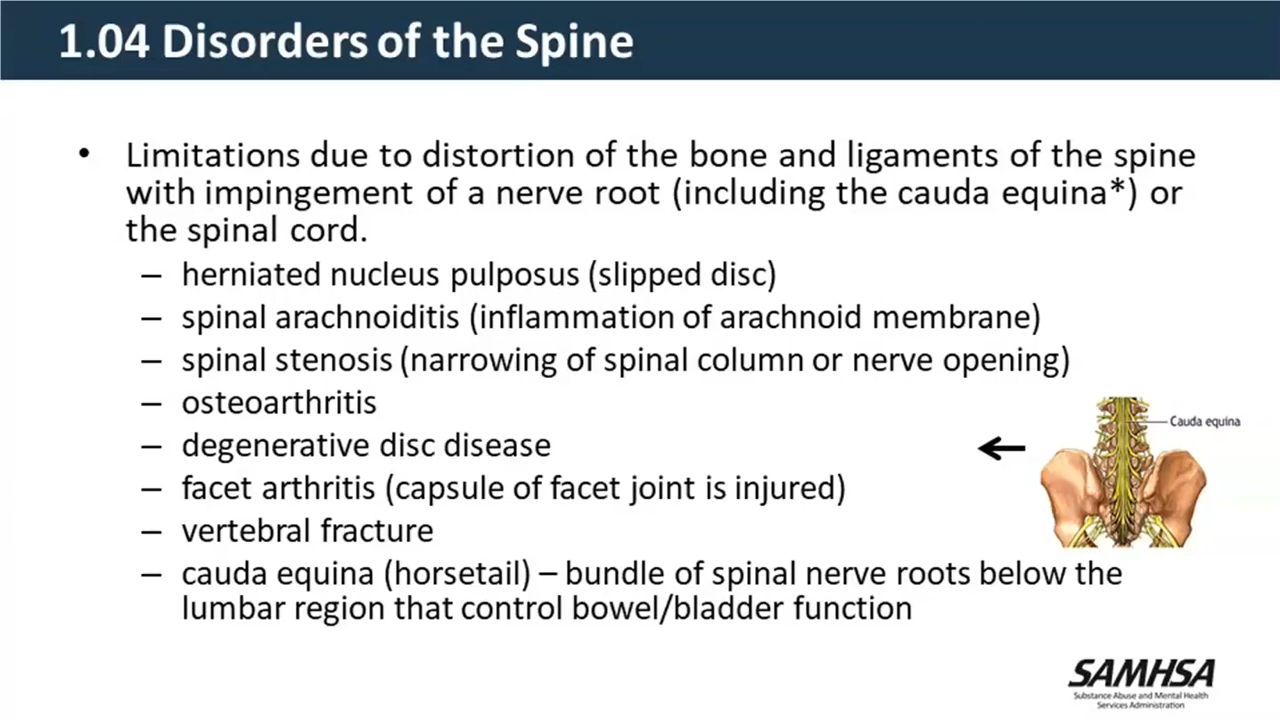 1.04 Disorders of the Spine
• Limitations due to distortion of the bone and ligaments of the spine
with impingement of a nerve root (including the cauda equina*) or
the spinal cord.
– herniated nucleus pulposus (slipped disc)
– spinal arachnoiditis (inflammation of arachnoid membrane)
– spinal stenosis (narrowing of spinal column or nerve opening)
– osteoarthritis
– degenerative disc disease
– facet arthritis (capsule of facet joint is injured)
– vertebral fracture
– cauda equina (horsetail) – bundle of spinal nerve roots below the
lumbar region that control bowel/bladder function
Cauda equina
SAMHSA
Substance Abuse and Mental Health
Services Administration